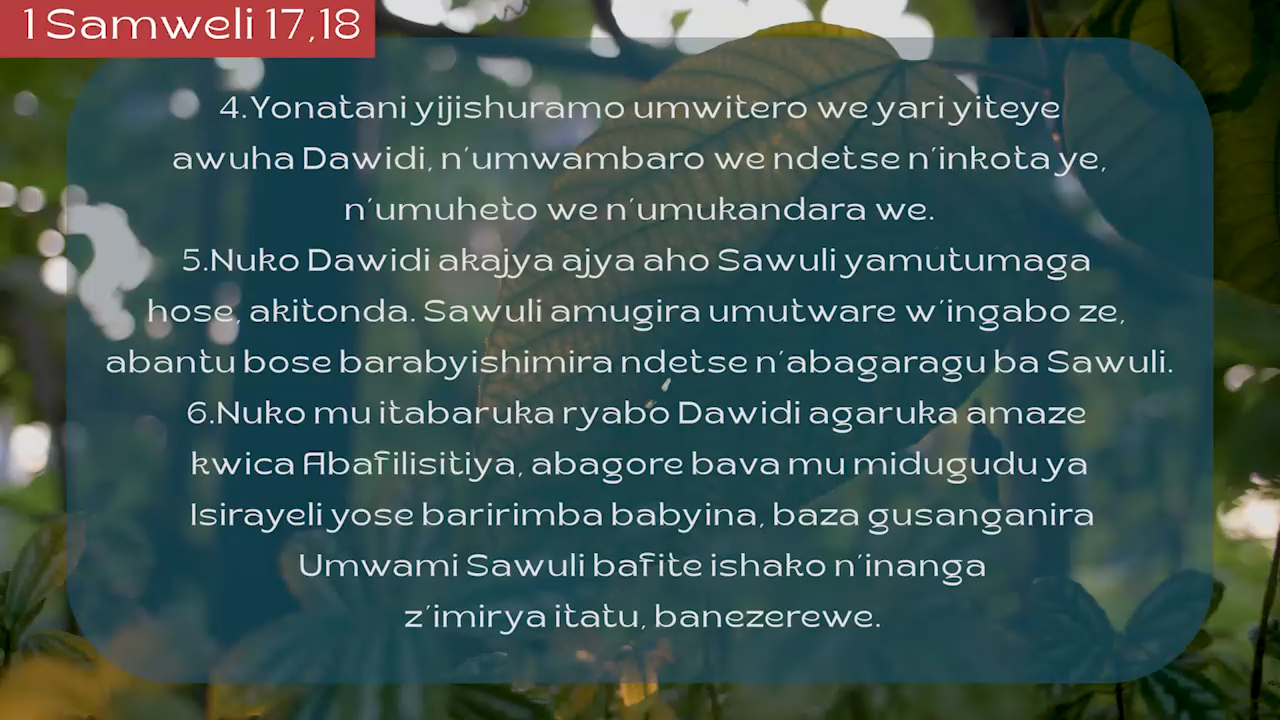 1 Samweli 17,18
4.Yonatani yijishuramo umwitero we yari yiteye
awuha Dawidi, n'umwambaro we ndetse n'inkota ye,
n'umuheto we n'umukandara we.
5.Nuko Dawidi akajya ajya aho Sawuli yamutumaga
hose, akitonda. Sawuli amugira umutware w'ingabo ze,
abantu bose barabyishimira ndetse n'abagaragu ba Sawuli.
6.Nuko mu itabaruka ryabo Dawidi agaruka amaze
kwica Abafilisitiya, abagore bava mu midugudu ya
Isirayeli yose baririmba babyina, baza gusanganira
Umwami Sawuli bafite ishako n'inanga
z'imirya itatu, banezerewe.